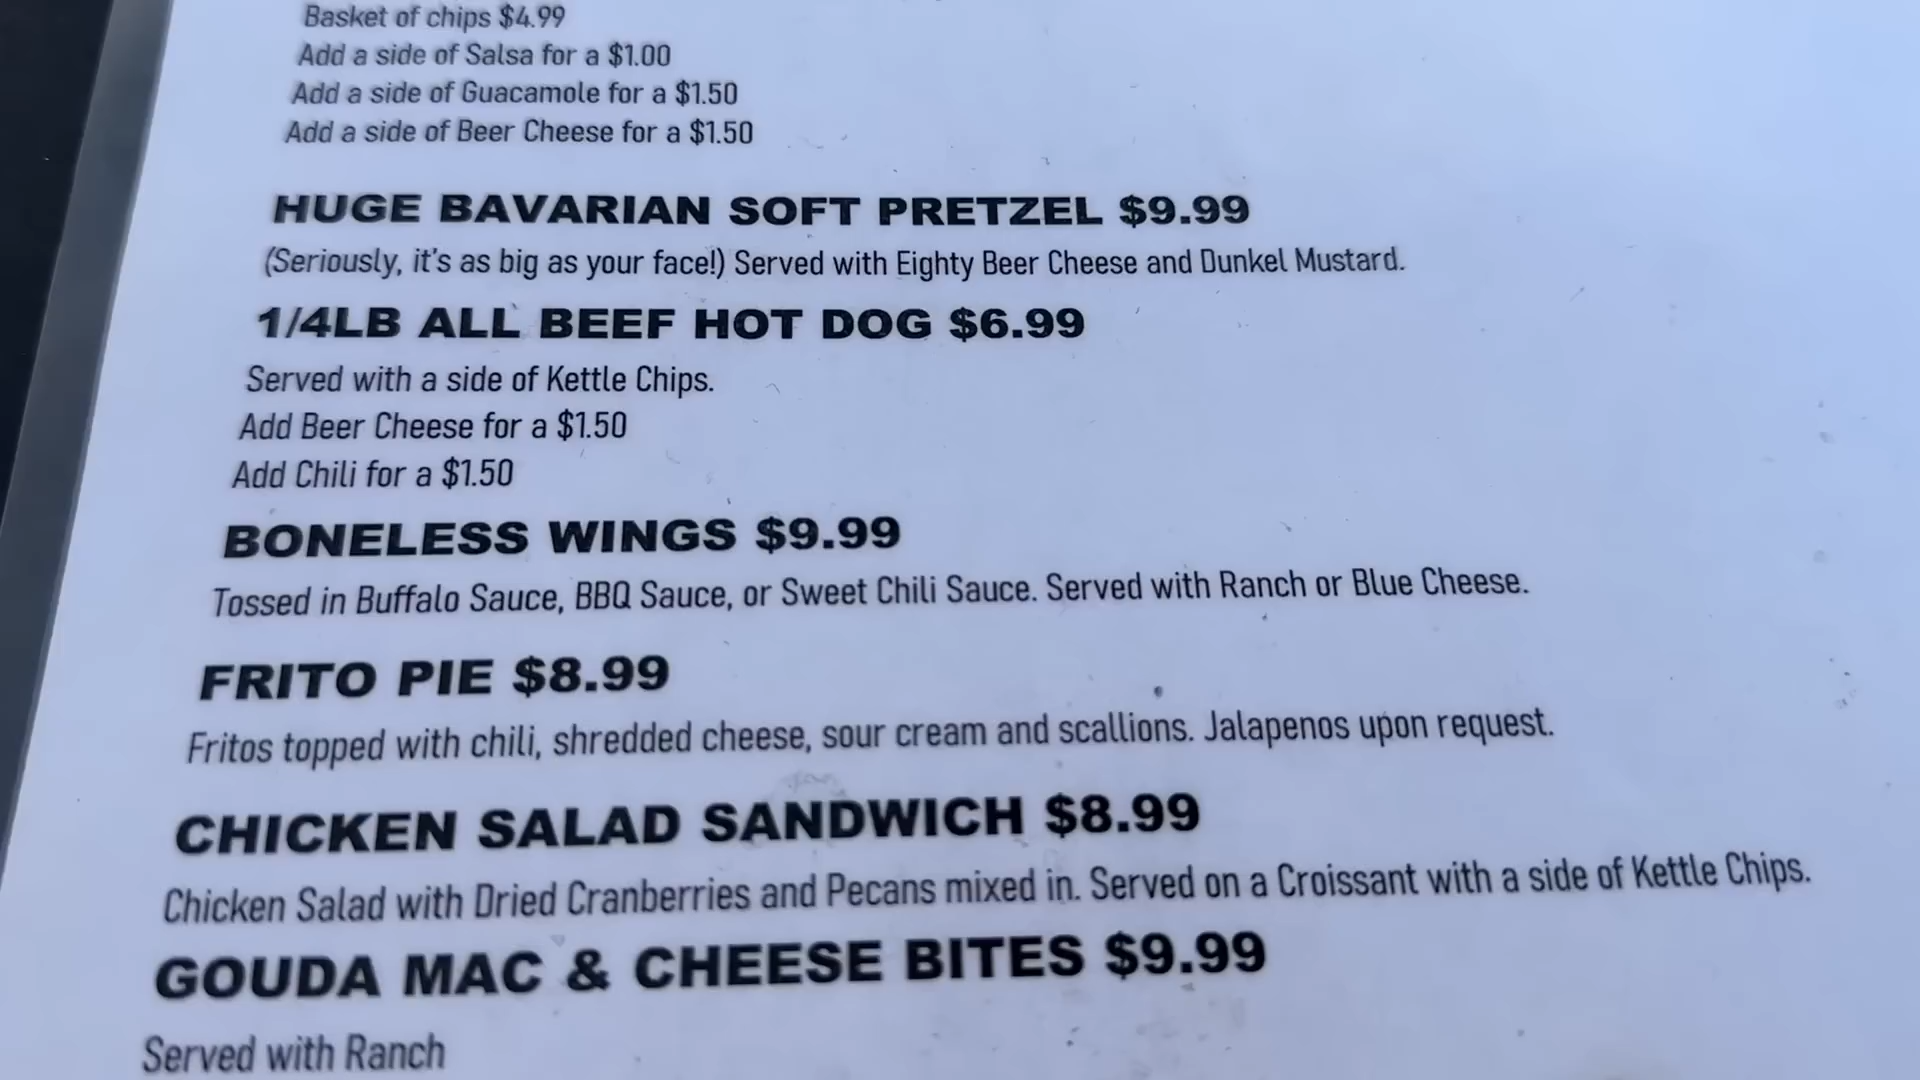 Basket of chips $4.99
Add a side of Salsa for a $1.00
Add a side of Guacamole for a $1.50
Add a side of Beer Cheese for a $1.50
HUGE BAVARIAN SOFT PRETZEL $9.99
(Seriously, it's as big as your face!) Served with Eighty Beer Cheese and Dunkel Mustard.
1/4LB ALL BEEF HOT DOG $6.99
Served with a side of Kettle Chips.
Add Beer Cheese for a $1.50
Add Chili for a $1.50
BONELESS WINGS $9.99
Tossed in Buffalo Sauce, BBQ Sauce, or Sweet Chili Sauce. Served with Ranch or Blue Cheese.
FRITO PIE $8.99
Fritos topped with chili, shredded cheese, sour cream and scallions. Jalapenos upon request.
CHICKEN SALAD SANDWICH $8.99
Chicken Salad with Dried Cranberries and Pecans mixed in. Served on a Croissant with a side of Kettle Chips.
GOUDA MAC & CHEESE BITES $9.99
Served with Ranch